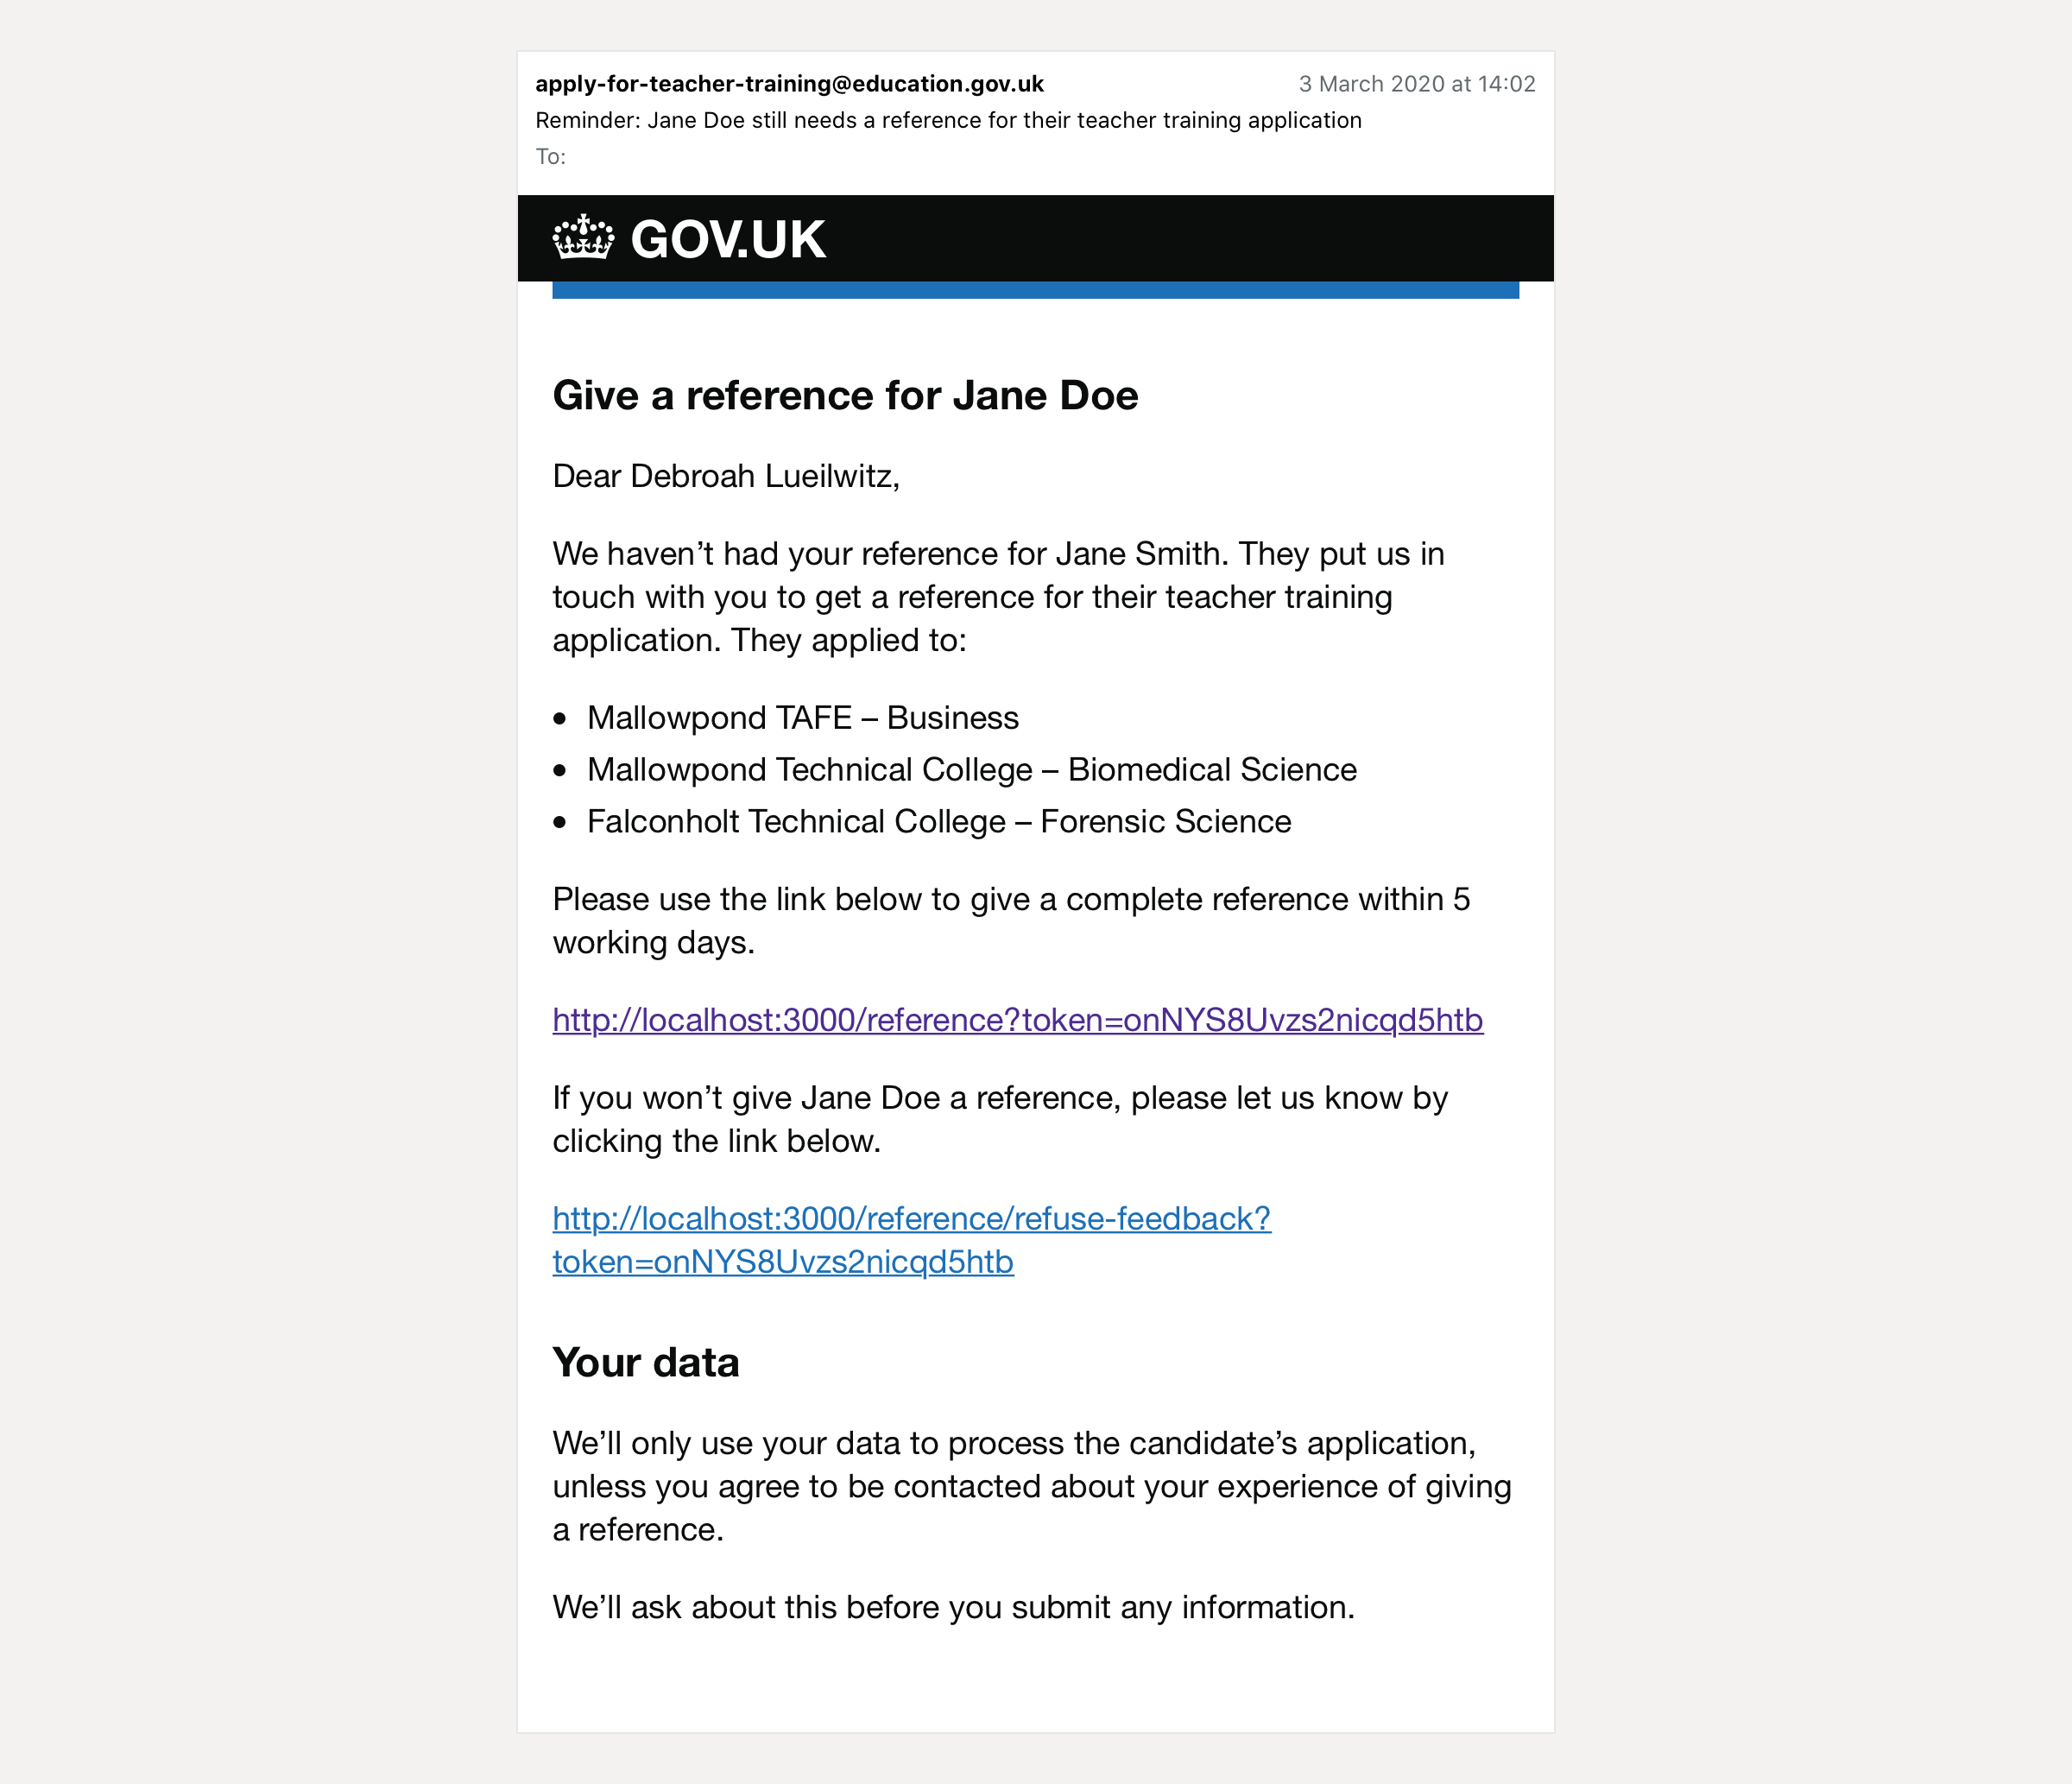 apply-for-teacher-training@education.gov.uk 3 March 2020 at 14:02
Reminder: Jane Doe still needs a reference for their teacher training application
To:
GOV.UK
Give a reference for Jane Doe
Dear Debroah Lueilwitz,
We haven’t had your reference for Jane Smith. They put us in
touch with you to get a reference for their teacher training
application. They applied to:
• Mallowpond TAFE – Business
• Mallowpond Technical College – Biomedical Science
• Falconholt Technical College – Forensic Science
Please use the link below to give a complete reference within 5
working days.
http://localhost:3000/reference?token=onNYS8Uvzs2nicqd5htb
If you won’t give Jane Doe a reference, please let us know by
clicking the link below.
http://localhost:3000/reference/refuse-feedback?
token=onNYS8Uvzs2nicqd5htb
Your data
We’ll only use your data to process the candidate’s application,
unless you agree to be contacted about your experience of giving
a reference.
We’ll ask about this before you submit any information.